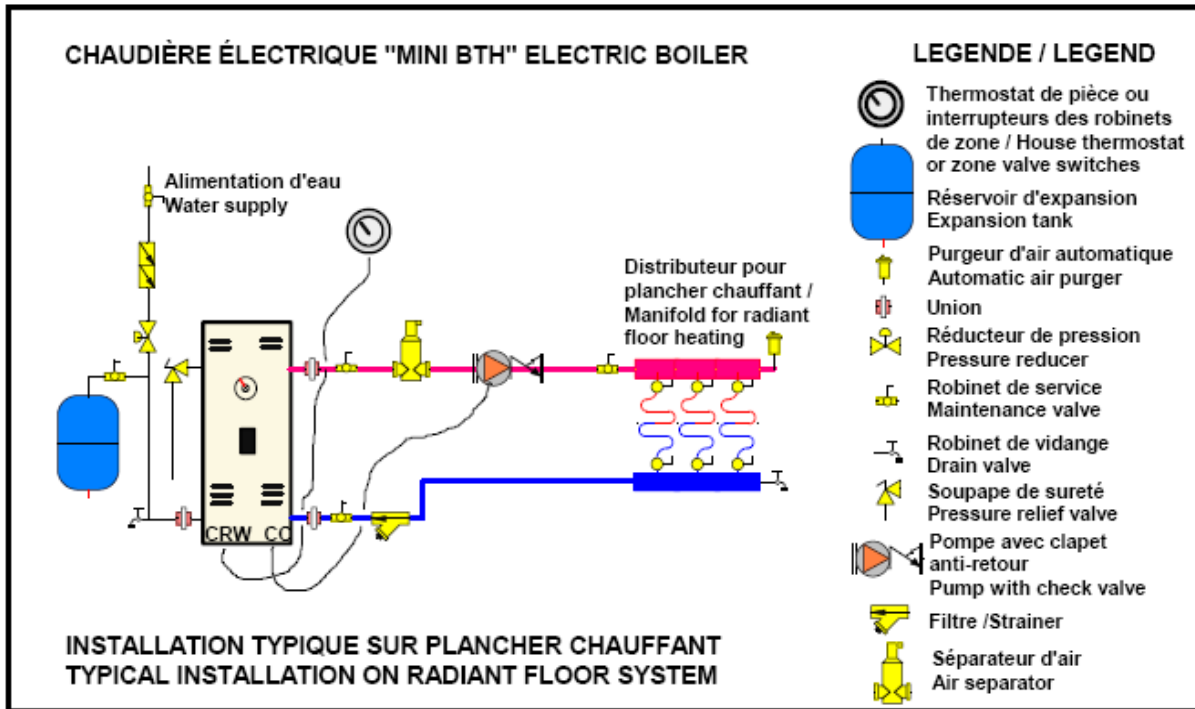 CHAUDIÈRE ÉLECTRIQUE "MINI BTH" ELECTRIC BOILER
Alimentation d'eau
Water supply
Distributeur pour
plancher chauffant /
Manifold for radiant
floor heating
CRW CC
INSTALLATION TYPIQUE SUR PLANCHER CHAUFFANT
TYPICAL INSTALLATION ON RADIANT FLOOR SYSTEM
LEGENDE / LEGEND
Thermostat de pièce ou
interrupteurs des robinets
de zone / House thermostat
or zone valve switches
Réservoir d'expansion
Expansion tank
Purgeur d'air automatique
Automatic air purger
Union
Réducteur de pression
Pressure reducer
Robinet de service
Maintenance valve
Robinet de vidange
Drain valve
Soupape de sureté
Pressure relief valve
Pompe avec clapet
anti-retour
Pump with check valve
Filtre /Strainer
Séparateur d'air
Air separator